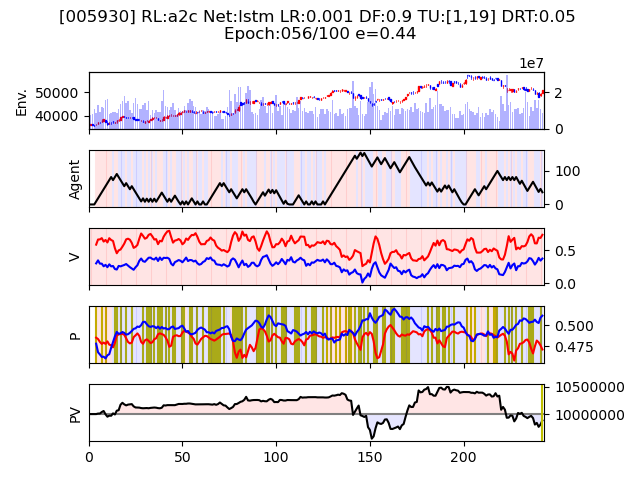 [005930] RL:a2c Net:lstm LR:0.001 DF:0.9 TU:[1,19] DRT:0.05
Epoch:056/100 e=0.44
1e7
Env.
50000
40000
2
0
Agent
100
0
V
0.5
0.0
P
0.500
0.475
PV
10500000
10000000
0 50 100 150 200